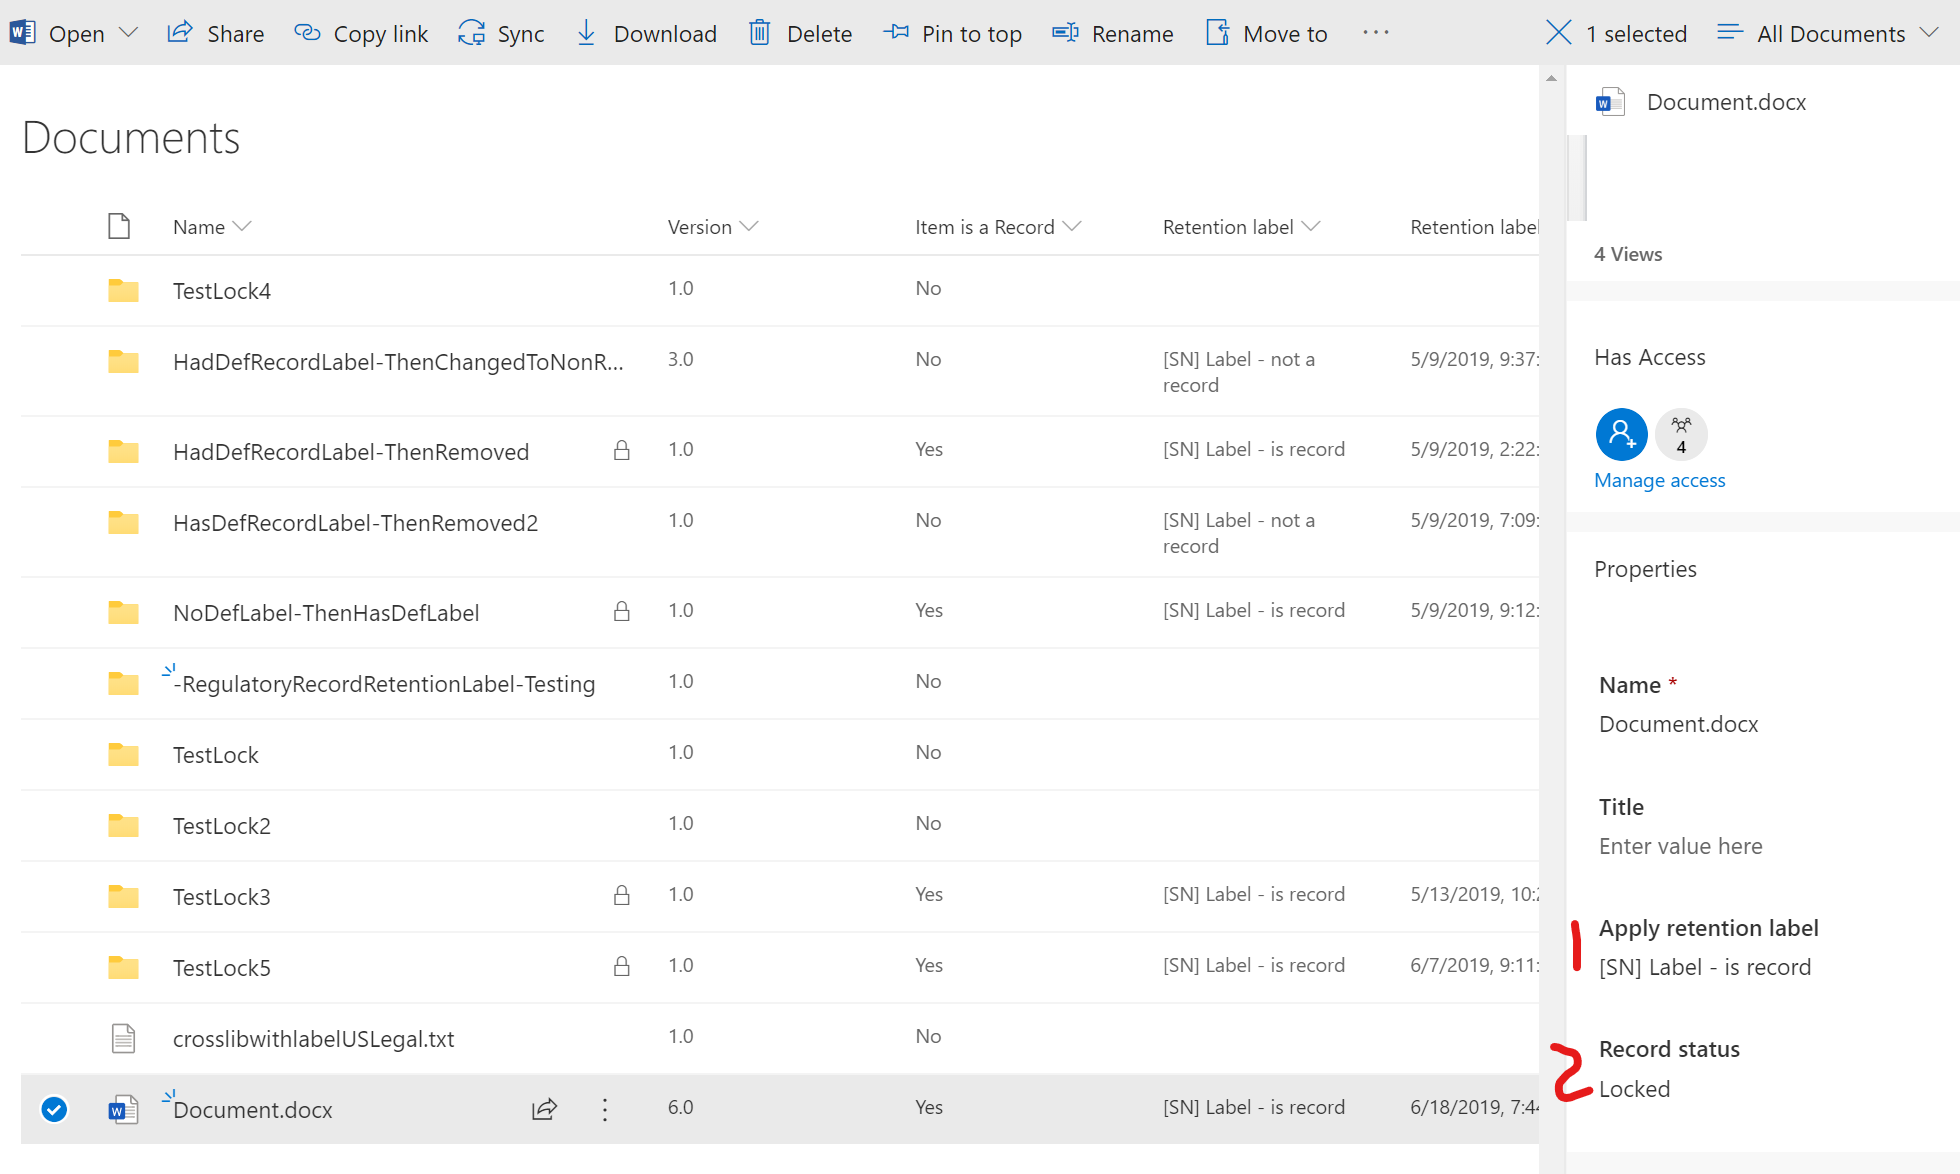 Open Share Copy link Sync Download Delete Pin to top Rename Move to ··· 1 selected All Documents
Documents
Name Version Item is a Record Retention label Retention label
TestLock4 1.0 No
HadDefRecordLabel-ThenChangedToNonR... 3.0 No [SN] Label - not a record 5/9/2019, 9:37:
HadDefRecordLabel-ThenRemoved 1.0 Yes [SN] Label - is record 5/9/2019, 2:22:
HasDefRecordLabel-ThenRemoved2 1.0 No [SN] Label - not a record 5/9/2019, 7:09:
NoDefLabel-ThenHasDefLabel 1.0 Yes [SN] Label - is record 5/9/2019, 9:12:
-RegulatoryRecordRetentionLabel-Testing 1.0 No
TestLock 1.0 No
TestLock2 1.0 No
TestLock3 1.0 Yes [SN] Label - is record 5/13/2019, 10:2
TestLock5 1.0 Yes [SN] Label - is record 6/7/2019, 9:11:
crosslibwithlabelUSLegal.txt 1.0 No
Document.docx 6.0 Yes [SN] Label - is record 6/18/2019, 7:44
Document.docx
4 Views
Has Access
4
Manage access
Properties
Name *
Document.docx
Title
Enter value here
1 Apply retention label
[SN] Label - is record
2 Record status
Locked